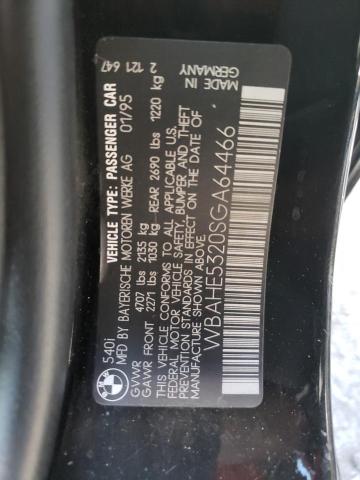 540i
VEHICLE TYPE: PASSENGER CAR
MFD BY BAYERISCHE MOTOREN WERKE AG 01/95
GVWR 4707 lbs 2135 kg
GAWR FRONT 2271 lbs 1030 kg REAR 2690 lbs 1220 kg
THIS VEHICLE CONFORMS TO ALL APPLICABLE U.S.
FEDERAL MOTOR VEHICLE SAFETY, BUMPER AND THEFT
PREVENTION STANDARDS IN EFFECT ON THE DATE OF
MANUFACTURE SHOWN ABOVE
WBAHE5320SGA64466
2 121 647
MADE IN
GERMANY
BMW